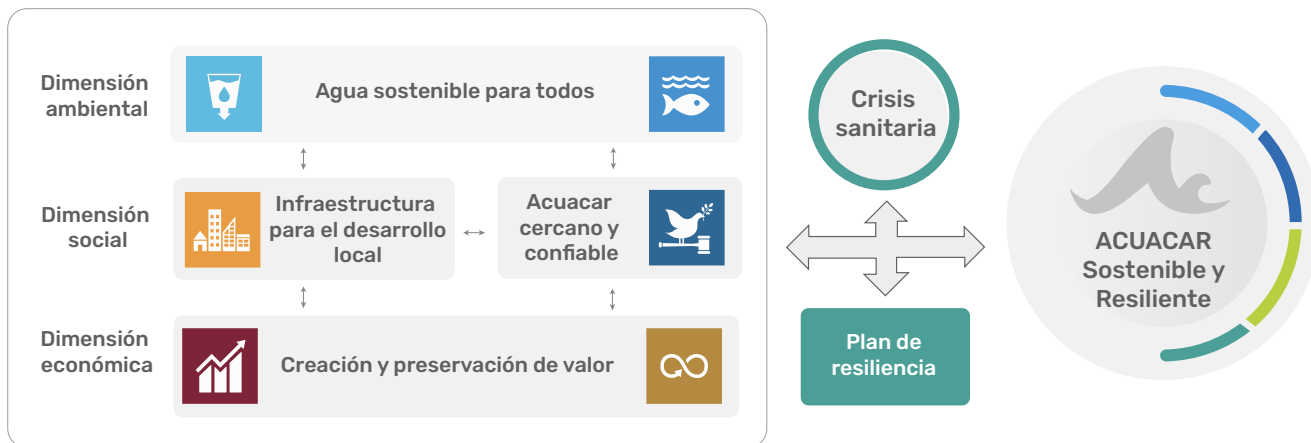 Dimensión
ambiental
Agua sostenible para todos
Dimensión
social
Infraestructura
para el desarrollo
local
Acuacar
cercano y
confiable
Dimensión
económica
Creación y preservación de valor
Crisis
sanitaria
Plan de
resiliencia
ACUACAR
Sostenible y
Resiliente